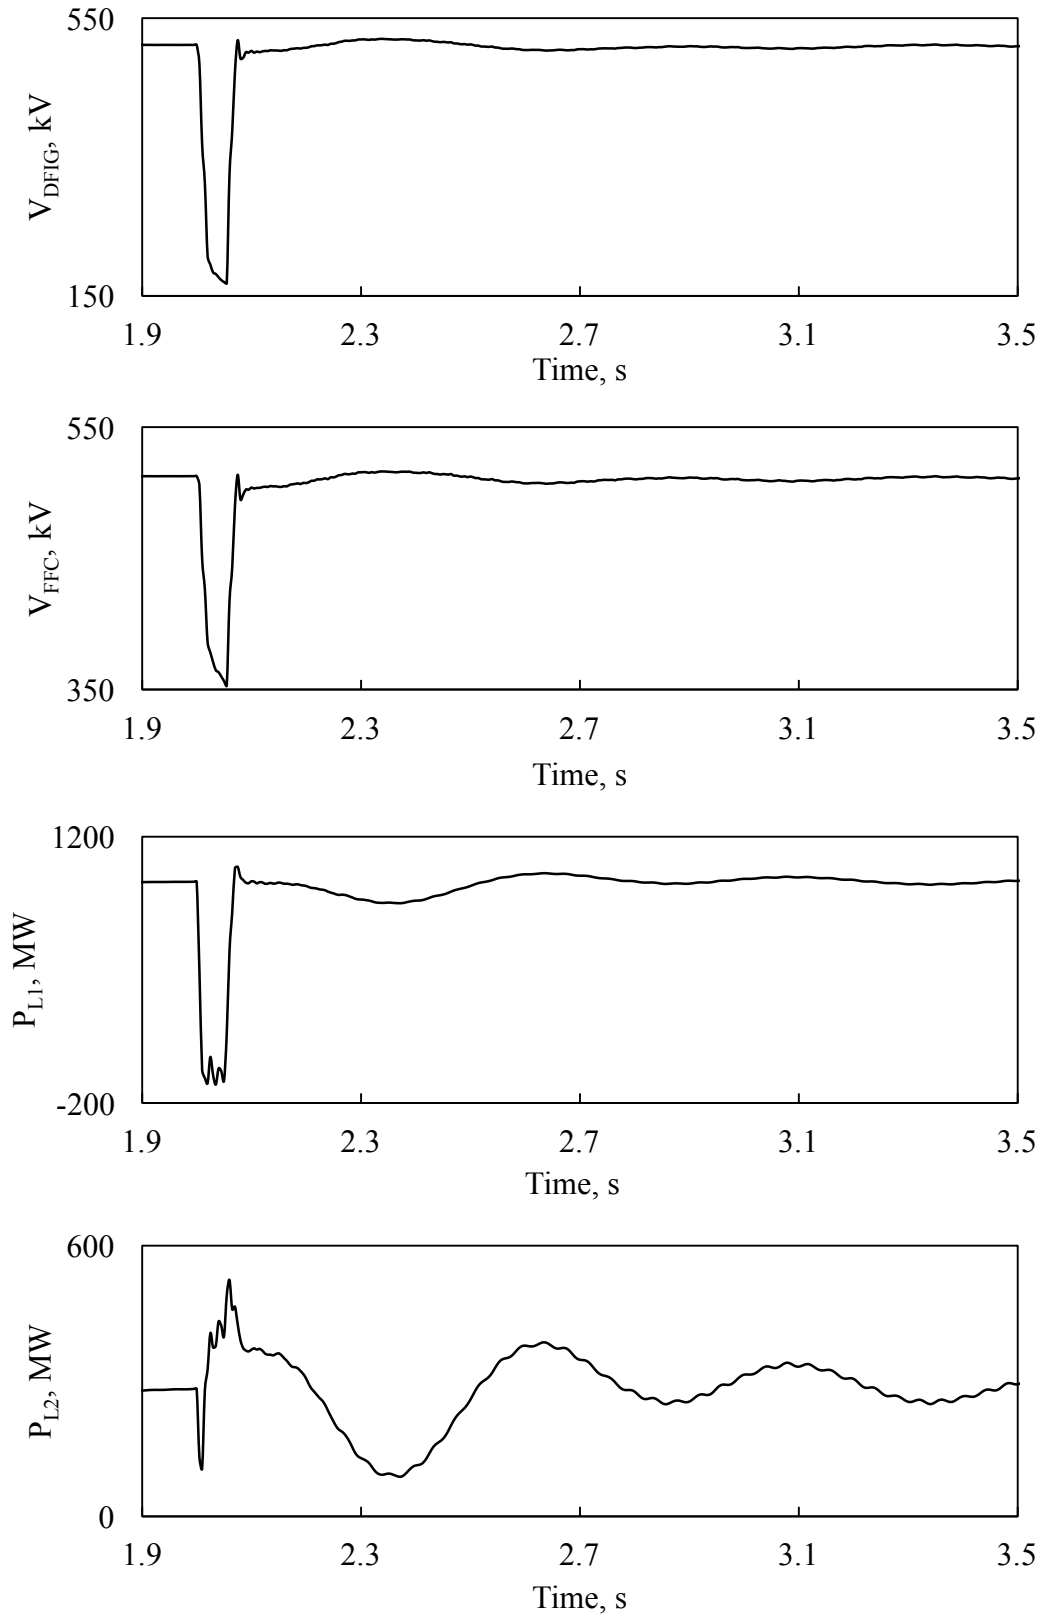 550
V_DFIG, kV
150
1.9 2.3 2.7 3.1 3.5
Time, s
550
V_FFC, kV
350
1.9 2.3 2.7 3.1 3.5
Time, s
1200
P_L1, MW
-200
1.9 2.3 2.7 3.1 3.5
Time, s
600
P_L2, MW
0
1.9 2.3 2.7 3.1 3.5
Time, s